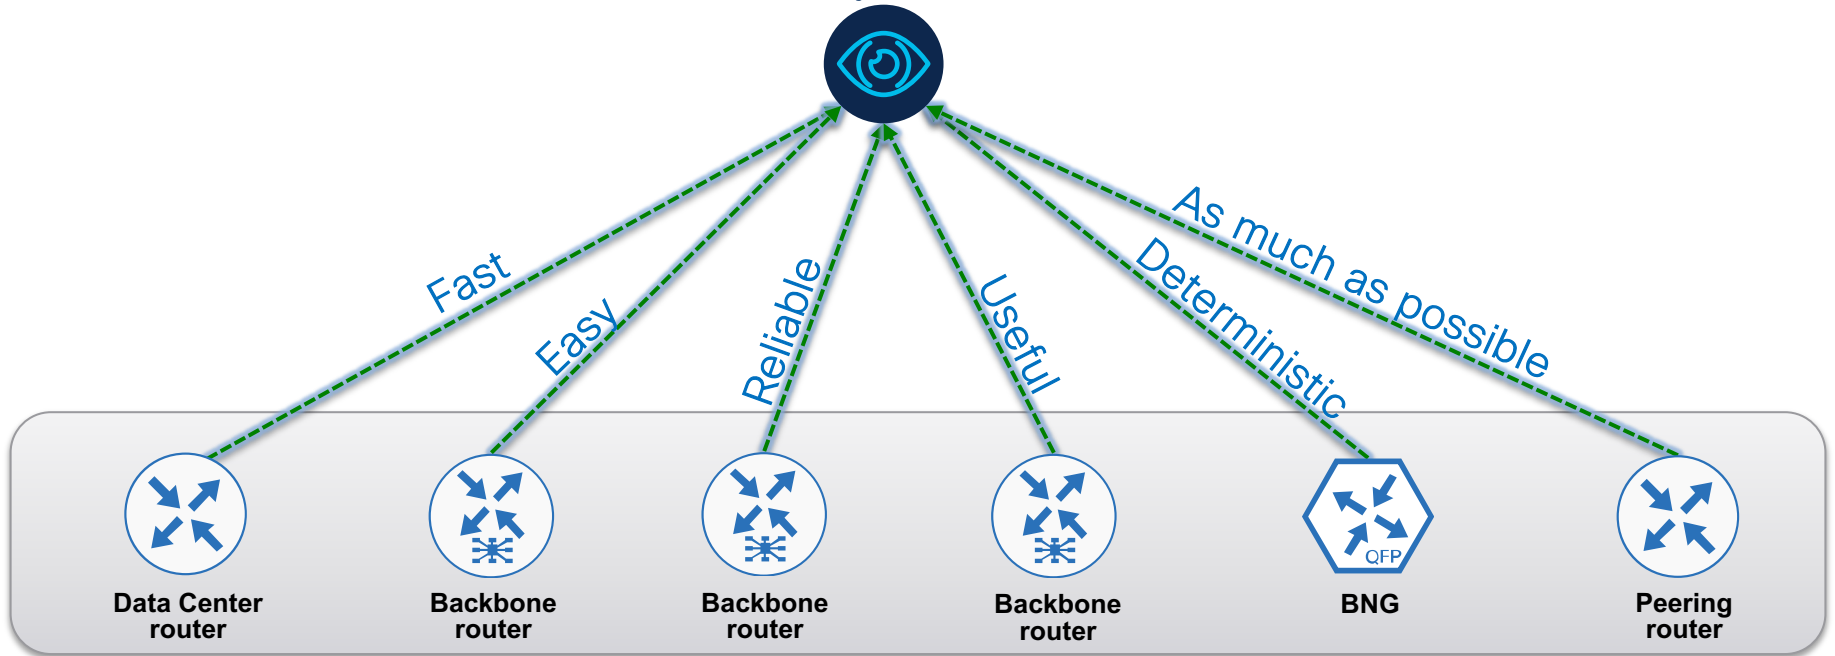 Fast
Easy
Reliable
Useful
Deterministic
As much as possible
QFP
Data Center
router
Backbone
router
Backbone
router
Backbone
router
BNG
Peering
router